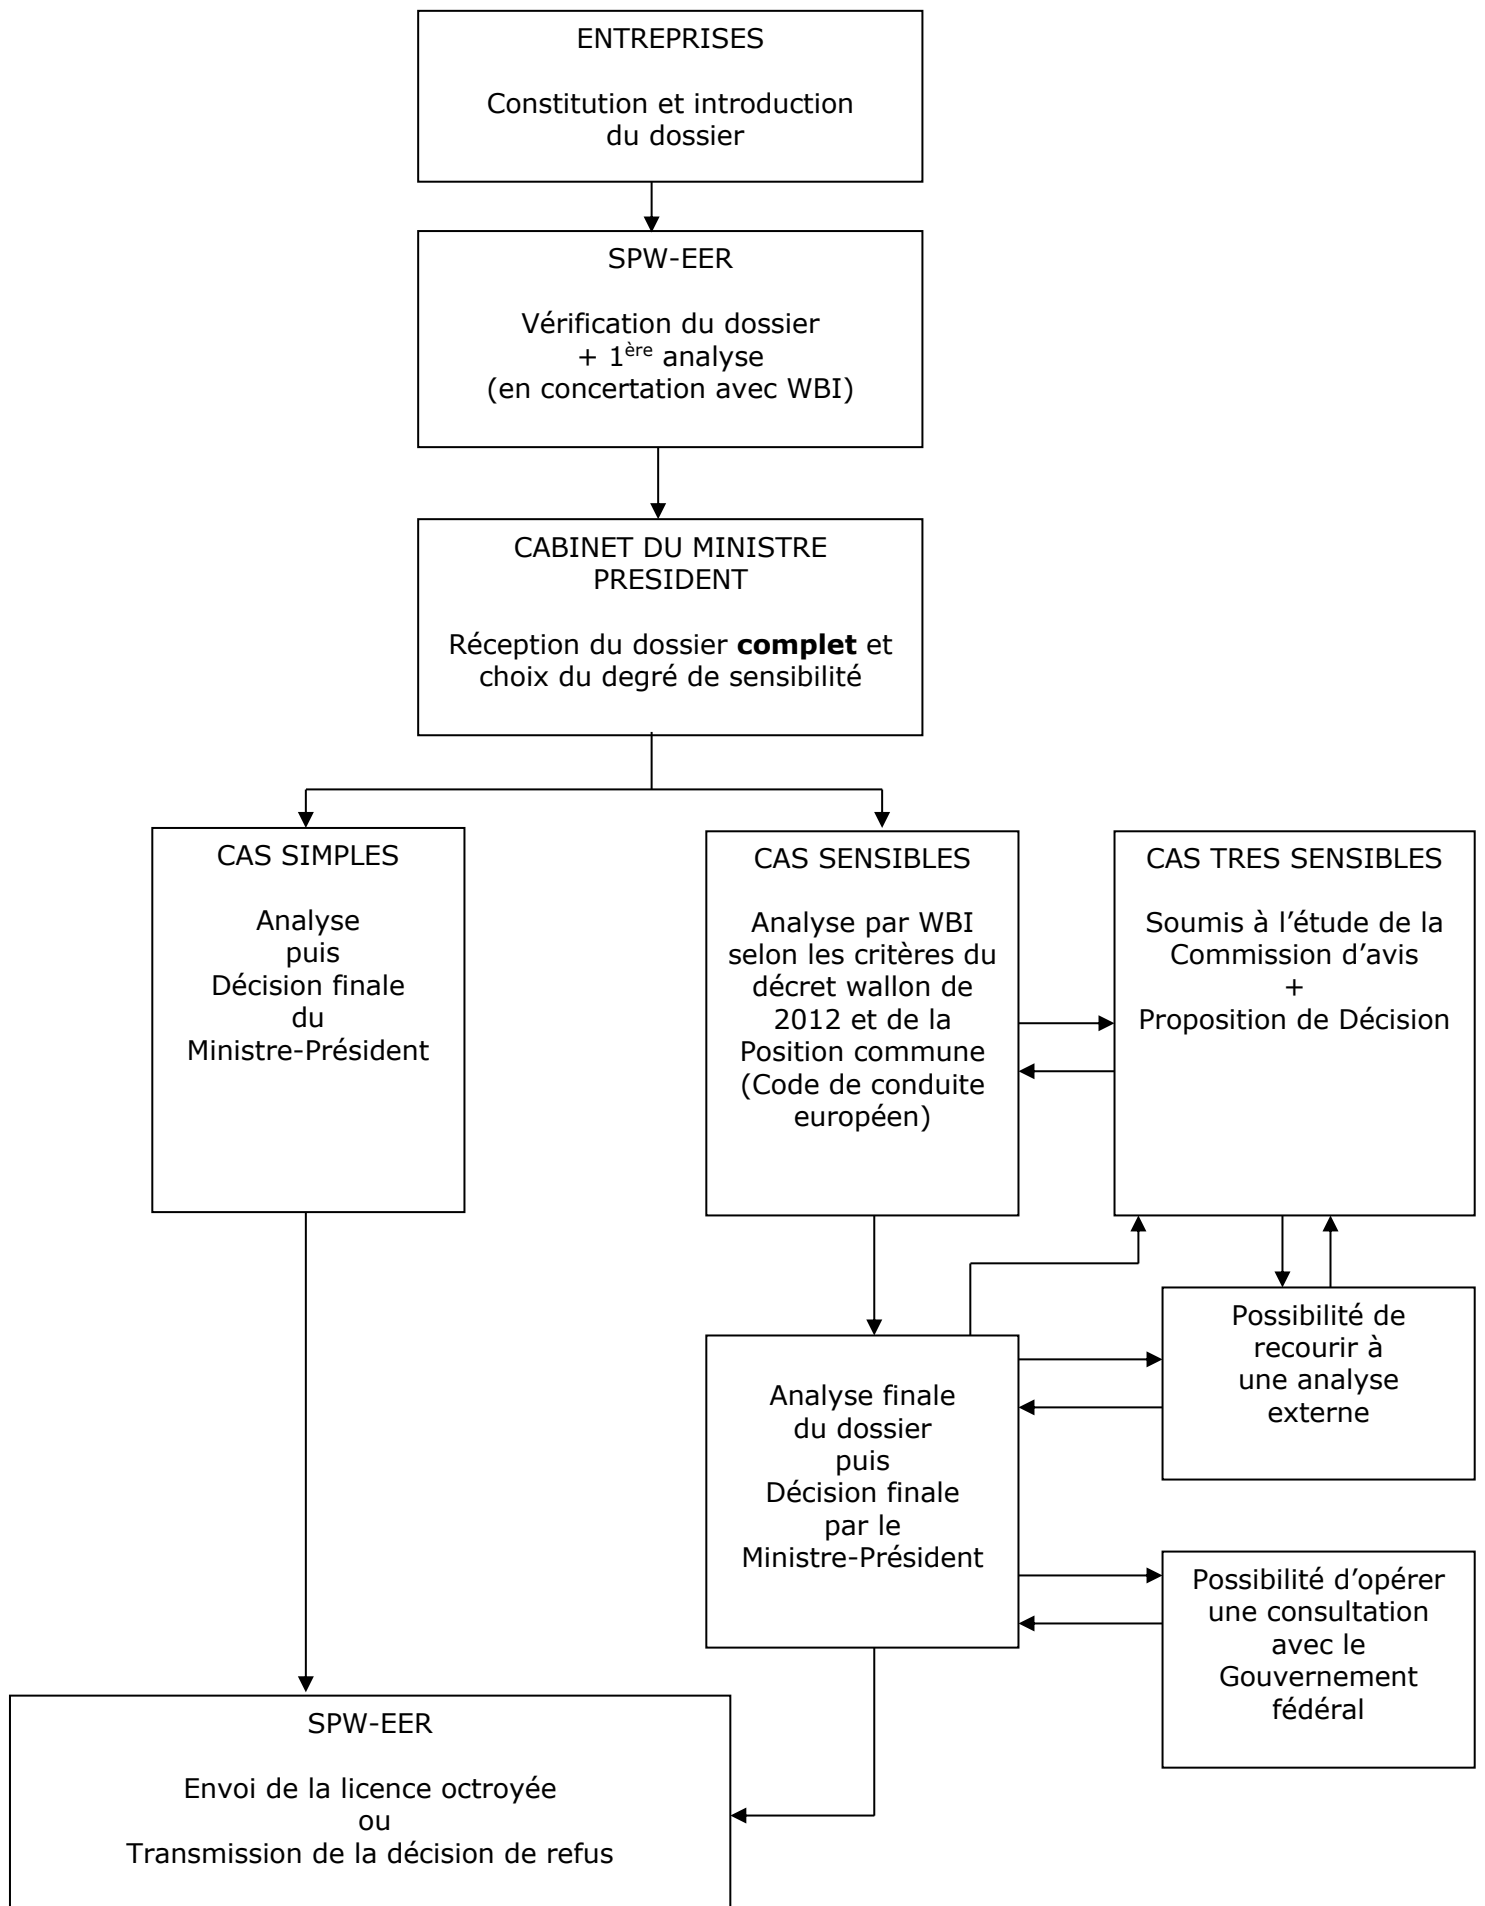 ENTREPRISES
Constitution et introduction
du dossier
SPW-EER
Vérification du dossier
+ 1ère analyse
(en concertation avec WBI)
CABINET DU MINISTRE
PRESIDENT
Réception du dossier complet et
choix du degré de sensibilité
CAS SIMPLES
Analyse
puis
Décision finale
du
Ministre-Président
CAS SENSIBLES
Analyse par WBI
selon les critères du
décret wallon de
2012 et de la
Position commune
(Code de conduite
européen)
CAS TRES SENSIBLES
Soumis à l’étude de la
Commission d’avis
+
Proposition de Décision
Possibilité de
recourir à
une analyse
externe
Analyse finale
du dossier
puis
Décision finale
par le
Ministre-Président
Possibilité d’opérer
une consultation
avec le
Gouvernement
fédéral
SPW-EER
Envoi de la licence octroyée
ou
Transmission de la décision de refus